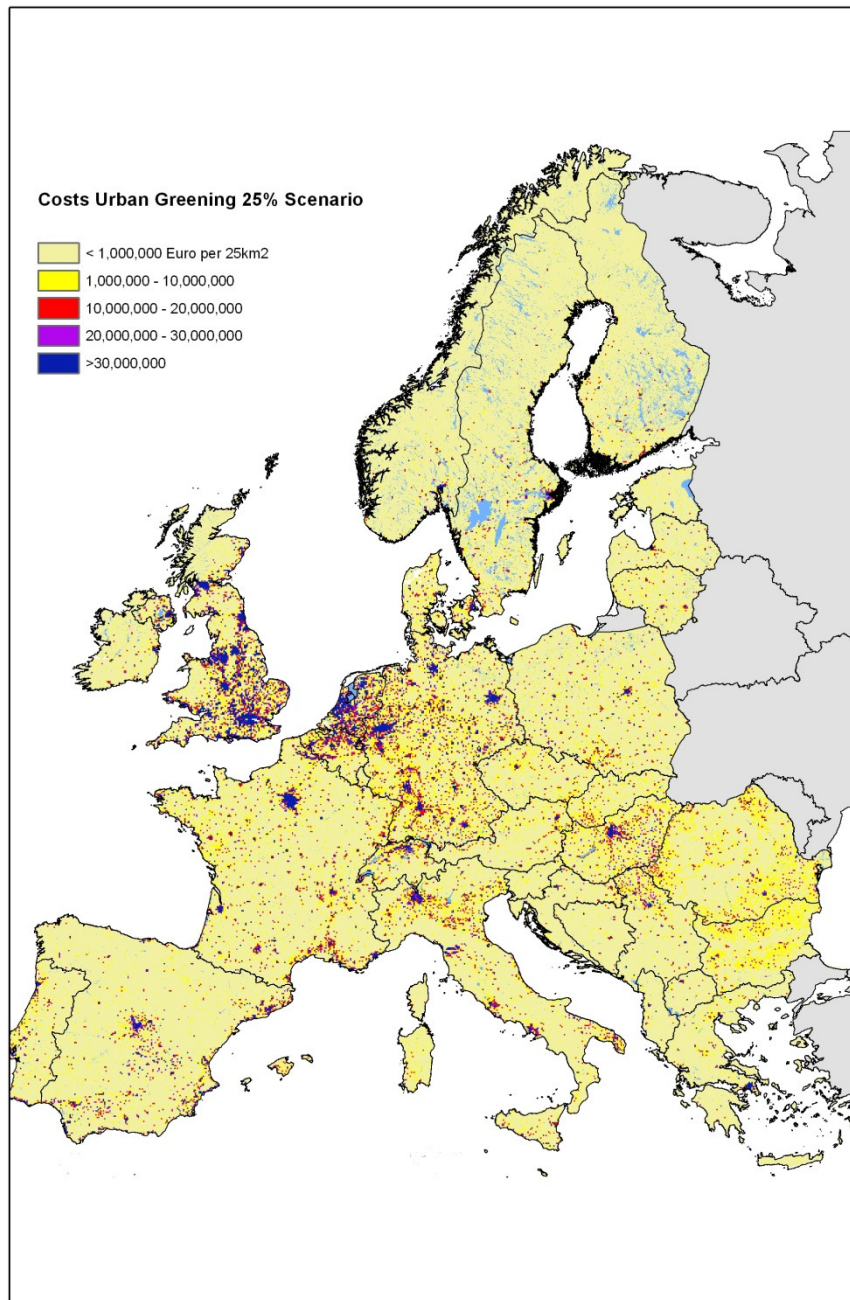 Costs Urban Greening 25% Scenario
< 1,000,000 Euro per 25km2
1,000,000 - 10,000,000
10,000,000 - 20,000,000
20,000,000 - 30,000,000
>30,000,000